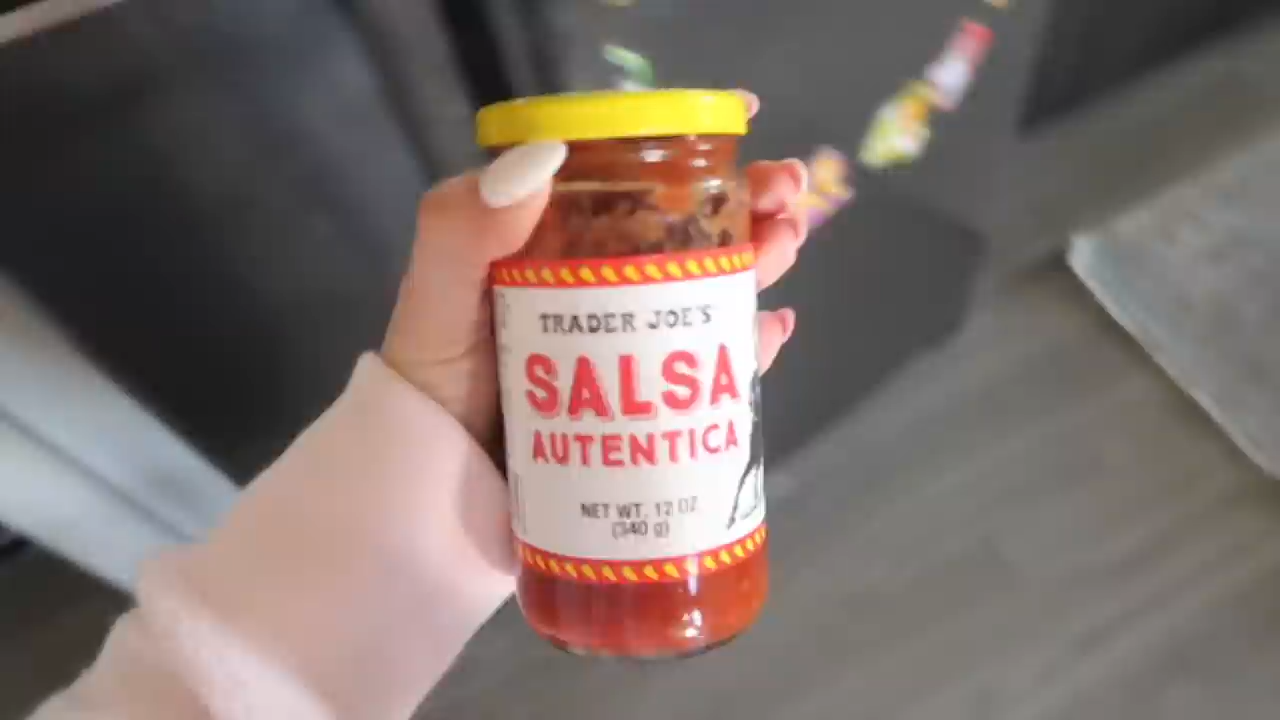 TRADER JOE'S
SALSA
AUTENTICA
NET WT. 12 OZ
(340 g)